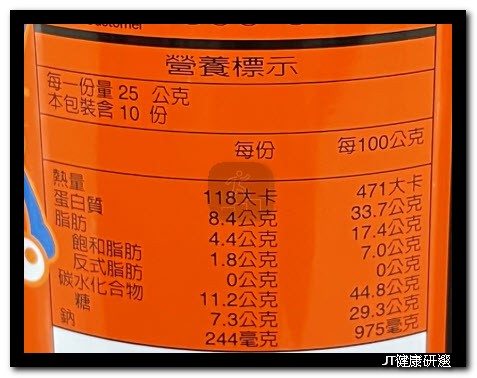 Customer
營養標示
每一份量 25 公克
本包裝含 10 份
每份 每100公克
熱量 118大卡 471大卡
蛋白質 8.4公克 33.7公克
脂肪 4.4公克 17.4公克
飽和脂肪 1.8公克 7.0公克
反式脂肪 0公克 0公克
碳水化合物 11.2公克 44.8公克
糖 7.3公克 29.3公克
鈉 244毫克 975毫克
JT健康研邀